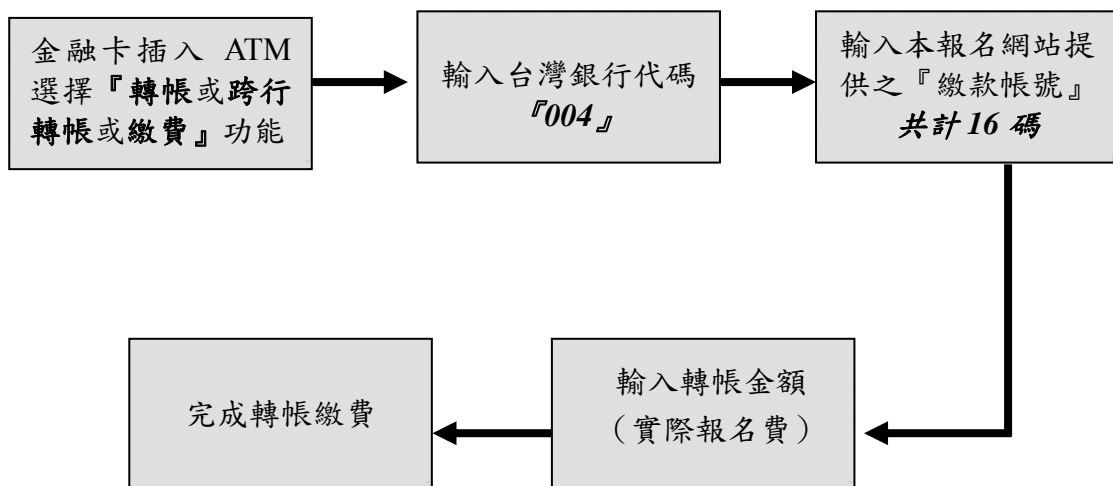 金融卡插入 ATM
選擇『轉帳或跨行
轉帳或繳費』功能
輸入台灣銀行代碼
『004』
輸入本報名網站提
供之『繳款帳號』
共計 16 碼
輸入轉帳金額
（實際報名費）
完成轉帳繳費